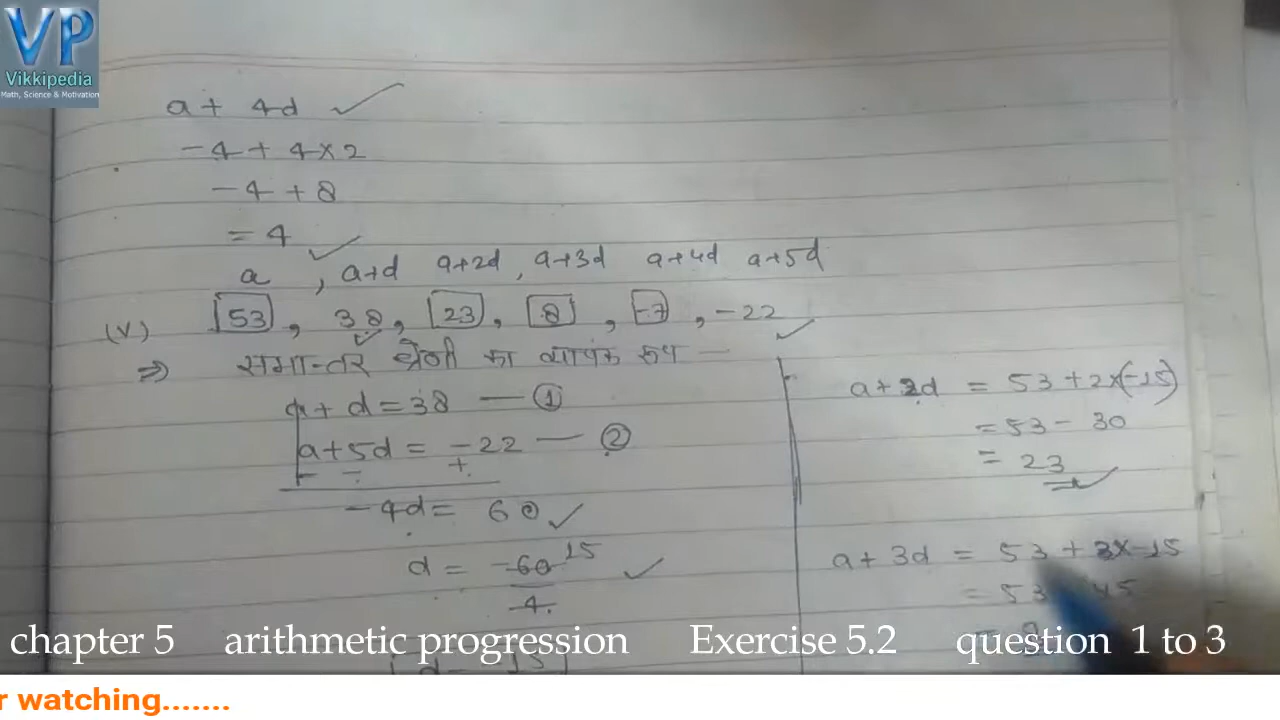 VP
Vikkipedia
Math, Science & Motivation
a + 4d
-4 + 4×2
-4 + 8
= 4
a , a+d a+2d , a+3d a+4d a+5d
(v) 53 , 38 , 23 , 8 , -7 , -22
⇒ समान्तर श्रेणी का व्यापक रूप —
a + d = 38 — ①
a + 5d = -22 — ②
- - +
-4d = 60
d = -60 15
-4
d = -15
a + 2d = 53 + 2×(-15)
= 53 - 30
= 23
a + 3d = 53 + 3×-15
= 53 45
chapter 5 arithmetic progression Exercise 5.2 question 1 to 3
r watching.......